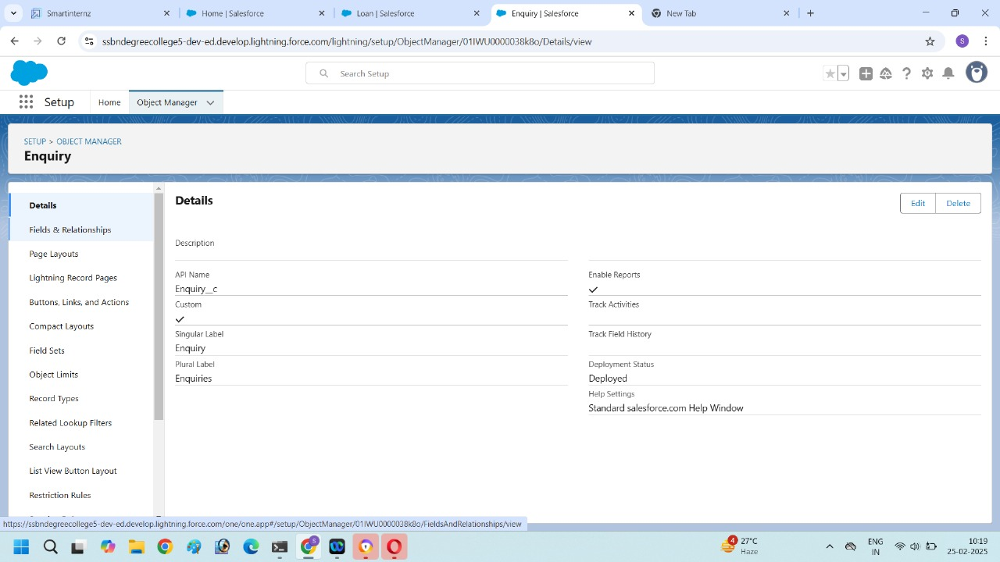 Smartinternz
Home | Salesforce
Loan | Salesforce
Enquiry | Salesforce
New Tab
ssbndegreecollege5-dev-ed.develop.lightning.force.com/lightning/setup/ObjectManager/01IWU0000038k8o/Details/view
S
Search Setup
Setup
Home
Object Manager
SETUP > OBJECT MANAGER
Enquiry
Details
Fields & Relationships
Page Layouts
Lightning Record Pages
Buttons, Links, and Actions
Compact Layouts
Field Sets
Object Limits
Record Types
Related Lookup Filters
Search Layouts
List View Button Layout
Restriction Rules
Details
Edit
Delete
Description
API Name
Enquiry__c
Custom
Singular Label
Enquiry
Plural Label
Enquiries
Enable Reports
Track Activities
Track Field History
Deployment Status
Deployed
Help Settings
Standard salesforce.com Help Window
https://ssbndegreecollege5-dev-ed.develop.lightning.force.com/one/one.app#/setup/ObjectManager/01IWU0000038k8o/FieldsAndRelationships/view
4
27°C
Haze
ENG
IN
10:19
25-02-2025